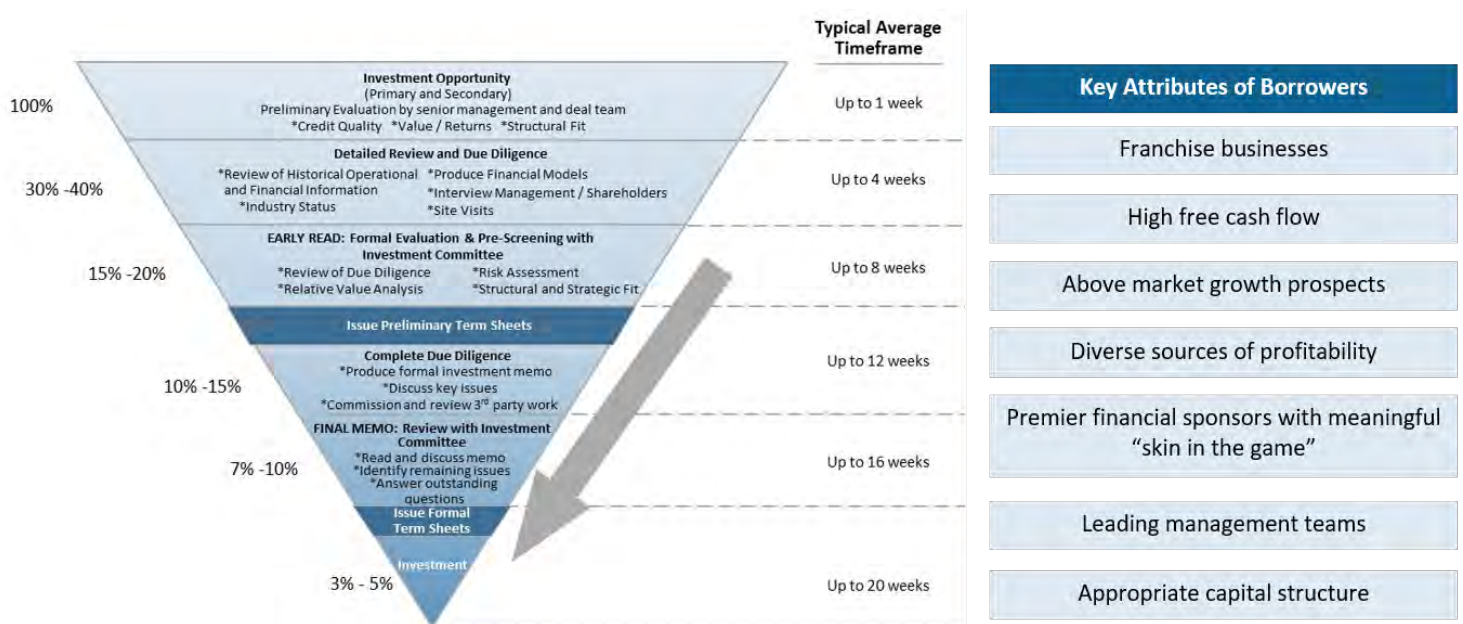 Typical Average
Timeframe
100%
Investment Opportunity
(Primary and Secondary)
Preliminary Evaluation by senior management and deal team
*Credit Quality *Value / Returns *Structural Fit
Up to 1 week
30% -40%
Detailed Review and Due Diligence
*Review of Historical Operational
and Financial Information
*Industry Status
*Produce Financial Models
*Interview Management / Shareholders
*Site Visits
Up to 4 weeks
15% -20%
EARLY READ: Formal Evaluation & Pre-Screening with
Investment Committee
*Review of Due Diligence
*Relative Value Analysis
*Risk Assessment
*Structural and Strategic Fit
Up to 8 weeks
Issue Preliminary Term Sheets
10% -15%
Complete Due Diligence
*Produce formal investment memo
*Discuss key issues
*Commission and review 3rd party work
Up to 12 weeks
7% -10%
FINAL MEMO: Review with Investment
Committee
*Read and discuss memo
*Identify remaining issues
*Answer outstanding
questions
Up to 16 weeks
Issue Formal
Term Sheets
3% - 5%
Investment
Up to 20 weeks
Key Attributes of Borrowers
Franchise businesses
High free cash flow
Above market growth prospects
Diverse sources of profitability
Premier financial sponsors with meaningful
“skin in the game”
Leading management teams
Appropriate capital structure